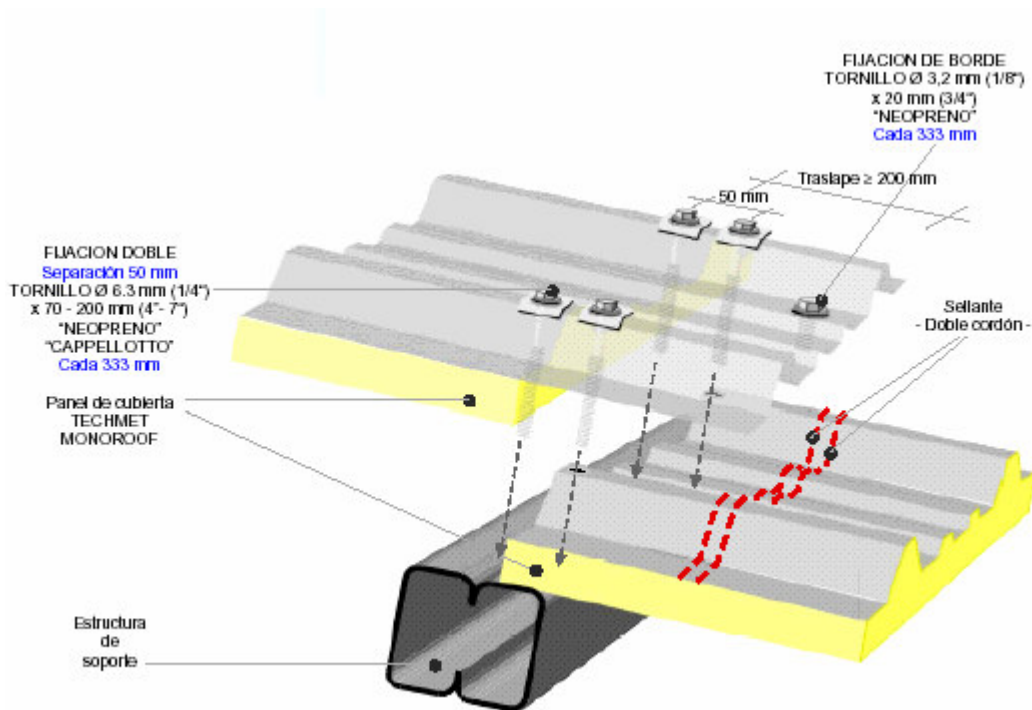 FIJACION DE BORDE
TORNILLO Ø 3,2 mm (1/8")
x 20 mm (3/4")
"NEOPRENO"
Cada 333 mm
Traslape ≥ 200 mm
50 mm
FIJACION DOBLE
Separación 50 mm
TORNILLO Ø 6.3 mm (1/4")
x 70 - 200 mm (4"- 7")
"NEOPRENO"
"CAPPELLOTTO"
Cada 333 mm
Sellante
- Doble cordón -
Panel de cubierta
TECHMET
MONOROOF
Estructura
de
soporte